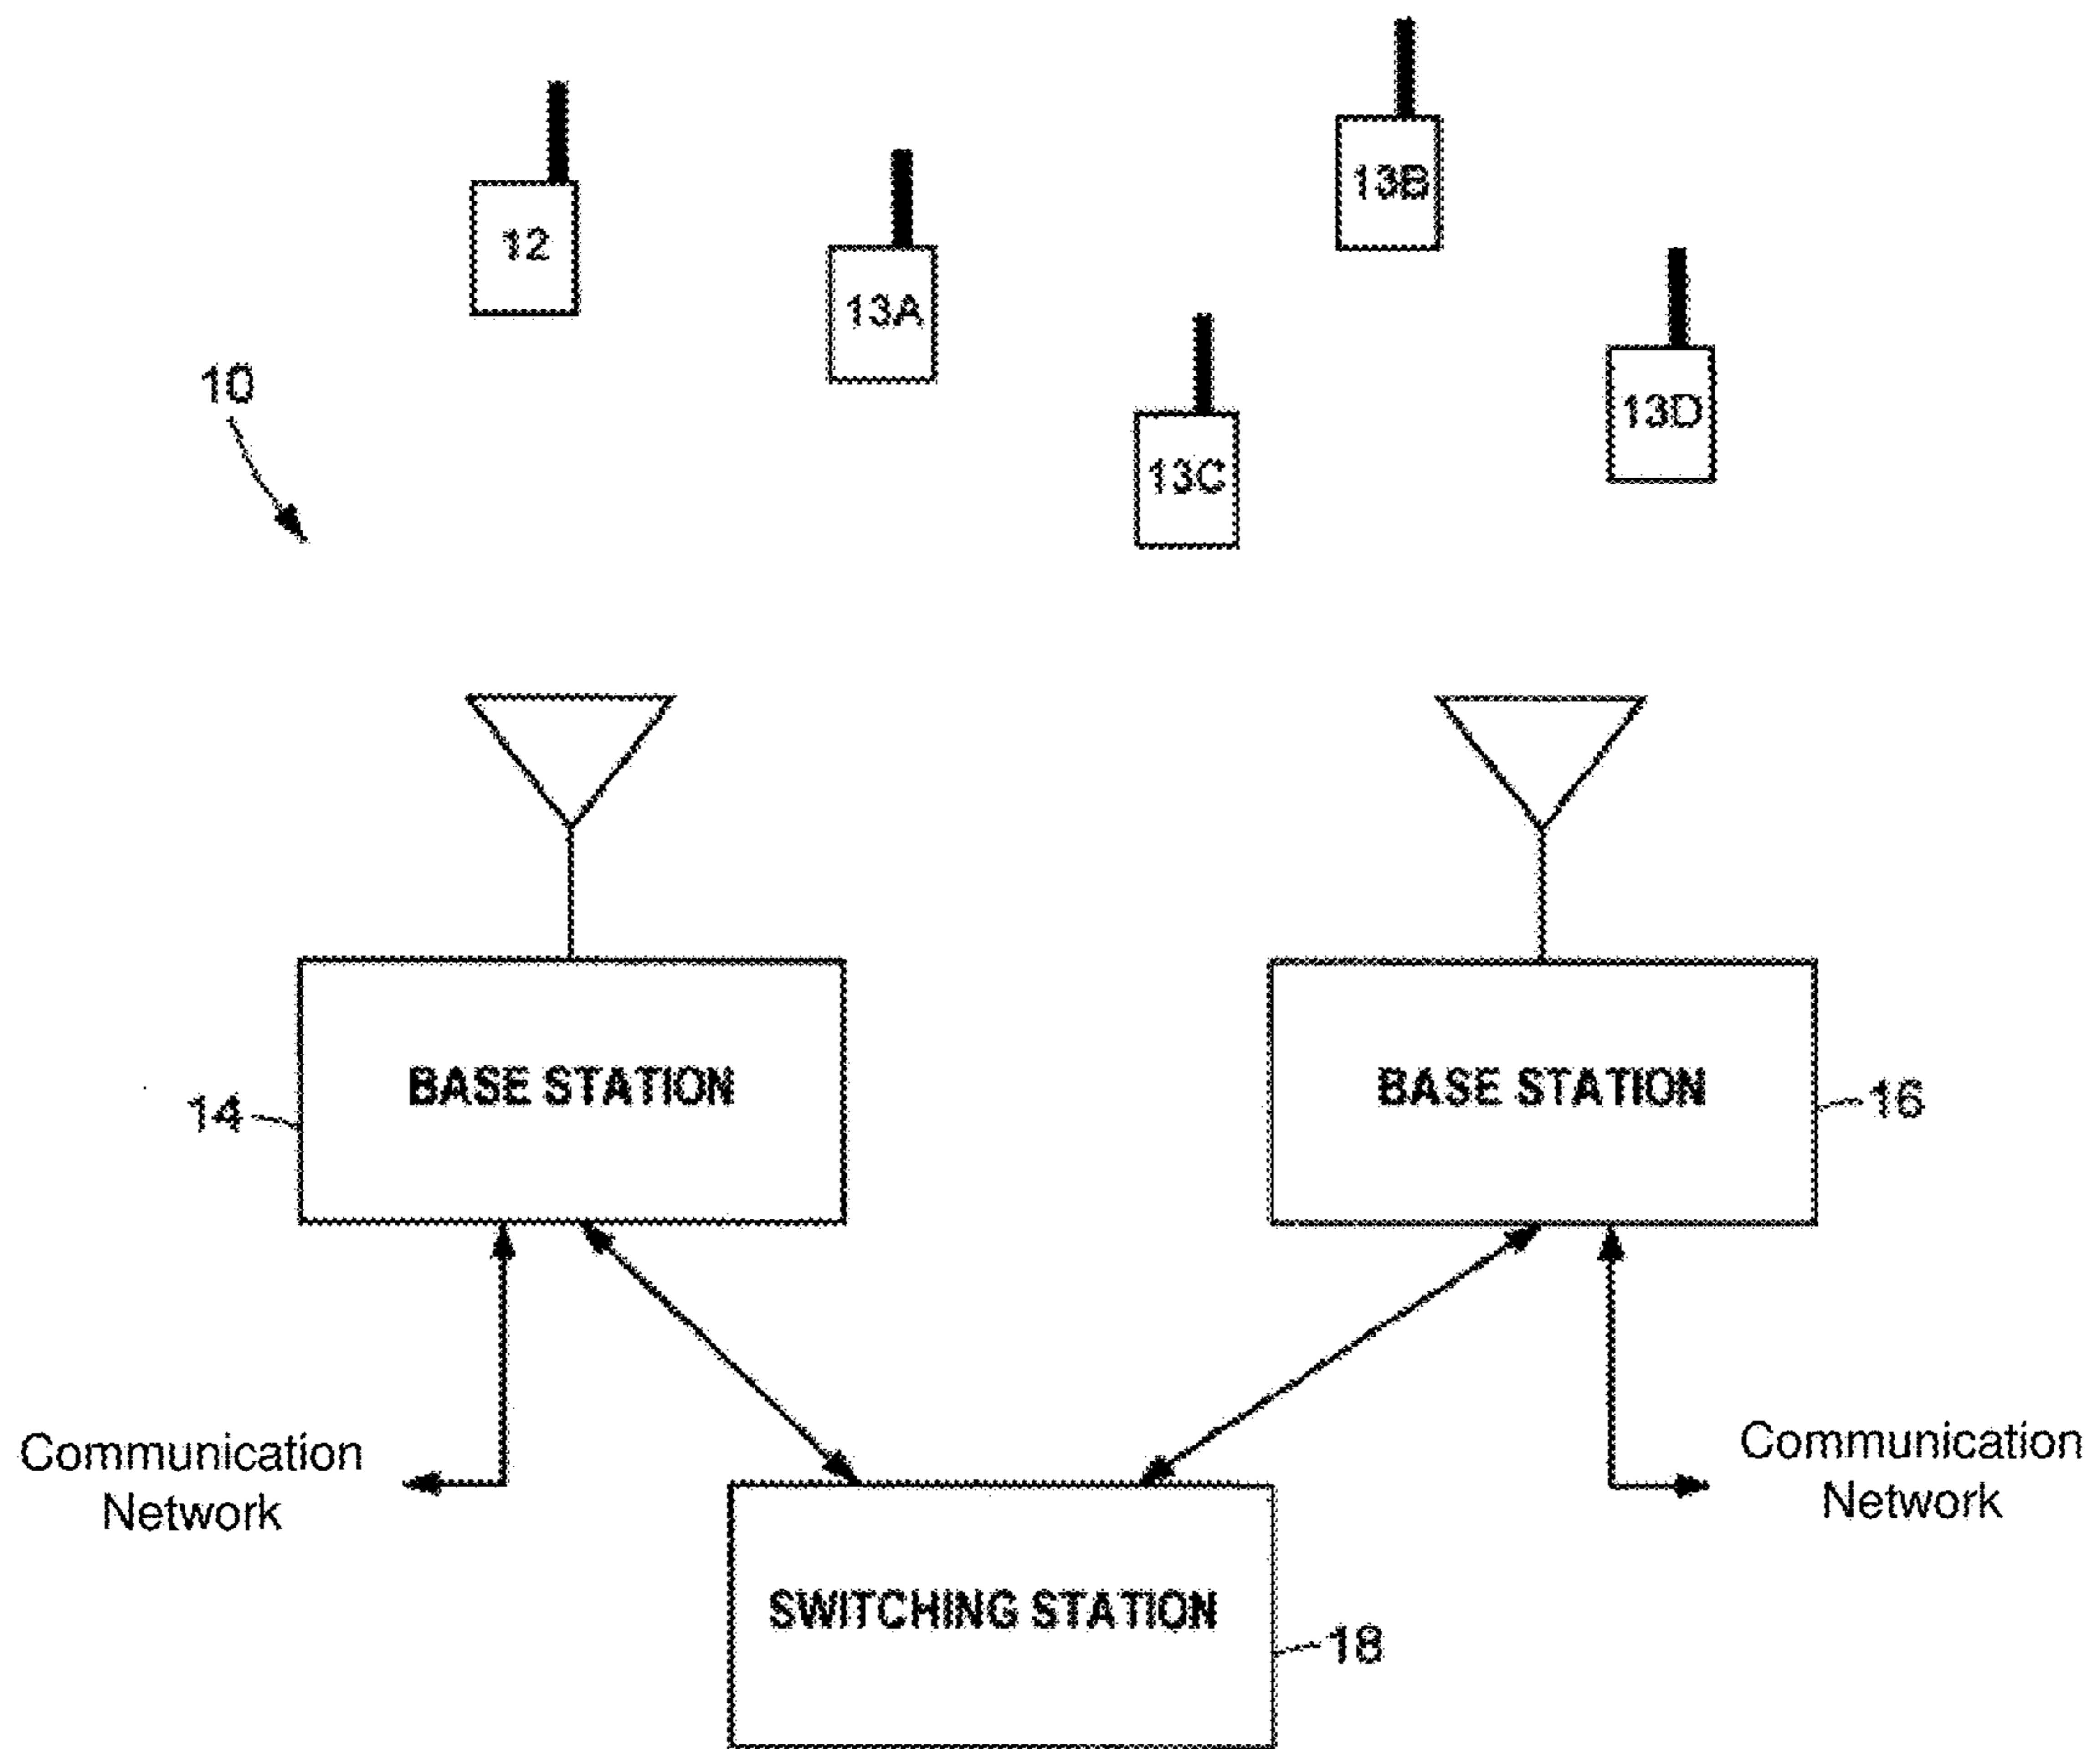 13B
12
13A
13D
10
13C
BASE STATION
BASE STATION
14
16
Communication
Network
Communication
Network
SWITCHING STATION
18